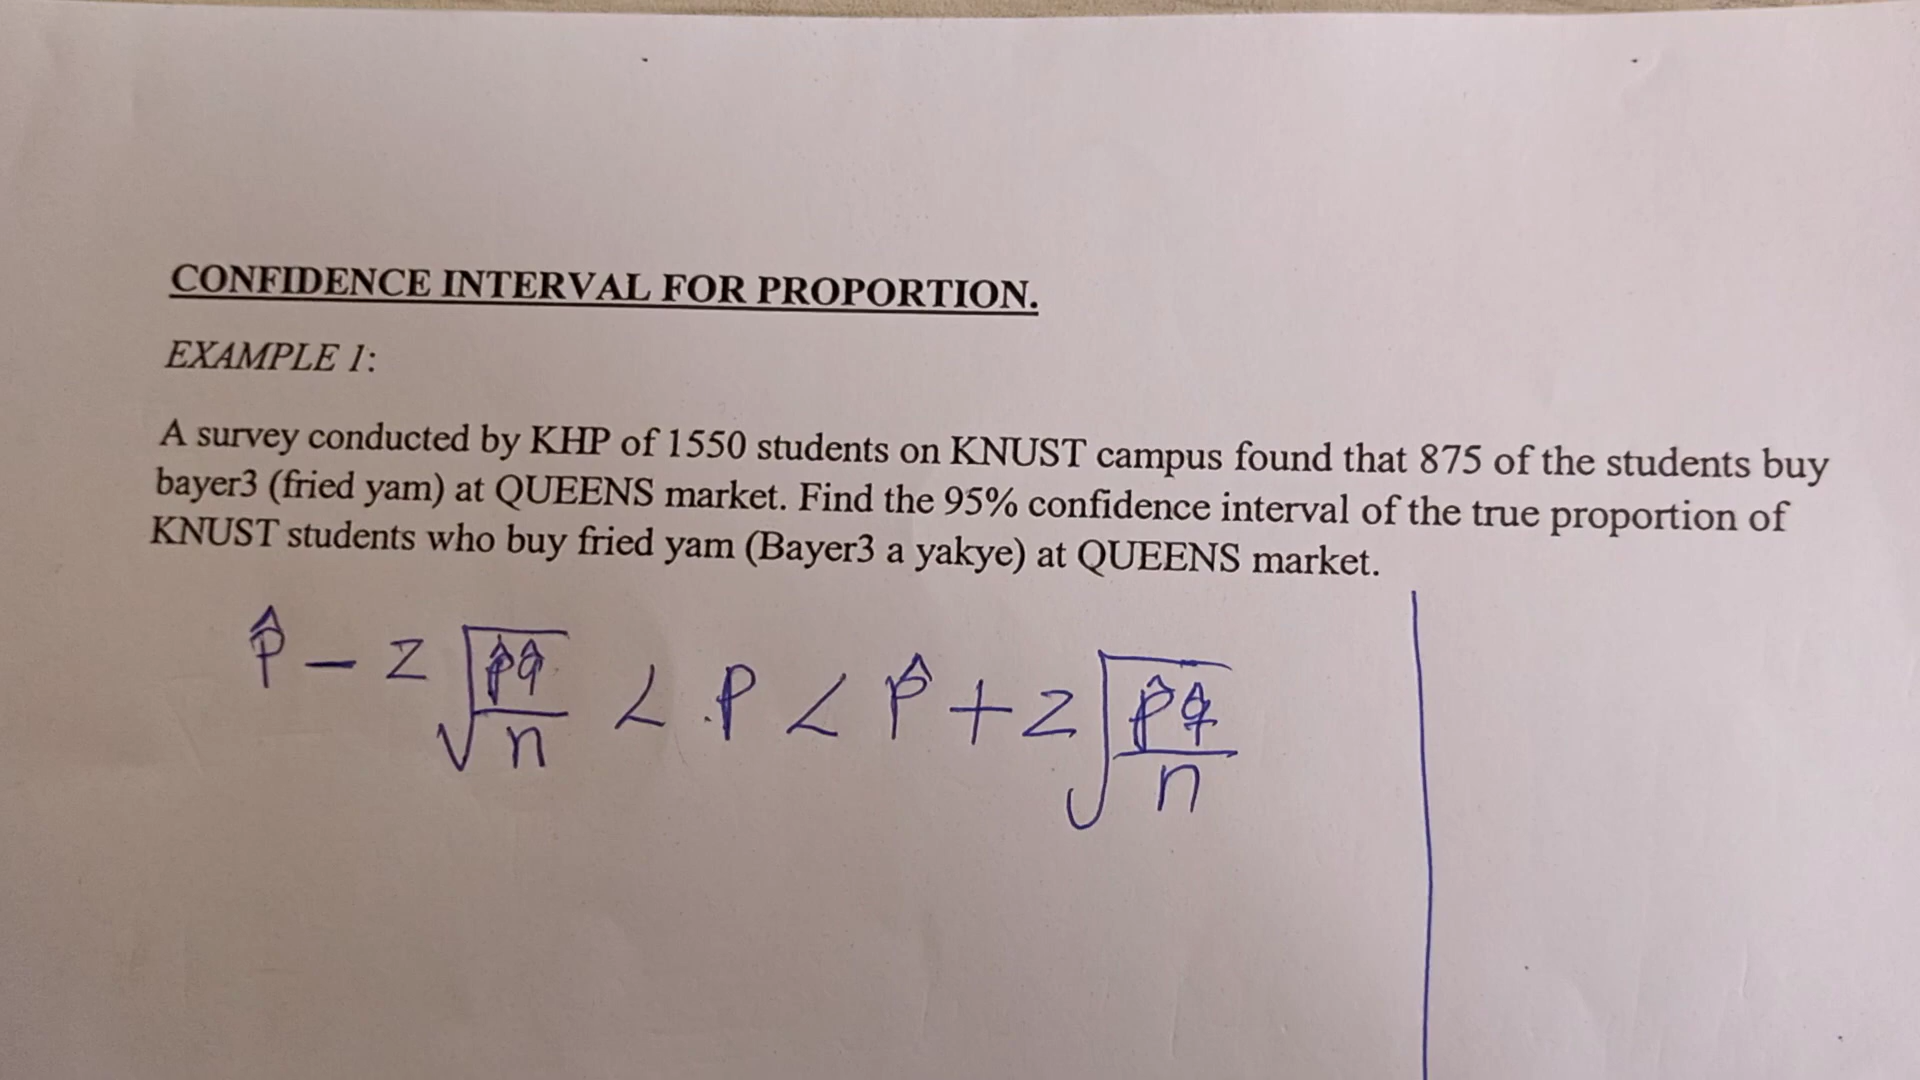 CONFIDENCE INTERVAL FOR PROPORTION.
EXAMPLE 1:
A survey conducted by KHP of 1550 students on KNUST campus found that 875 of the students buy
bayer3 (fried yam) at QUEENS market. Find the 95% confidence interval of the true proportion of
KNUST students who buy fried yam (Bayer3 a yakye) at QUEENS market.
p̂ - z √(p̂q̂/n) < p < p̂ + z √(p̂q̂/n)